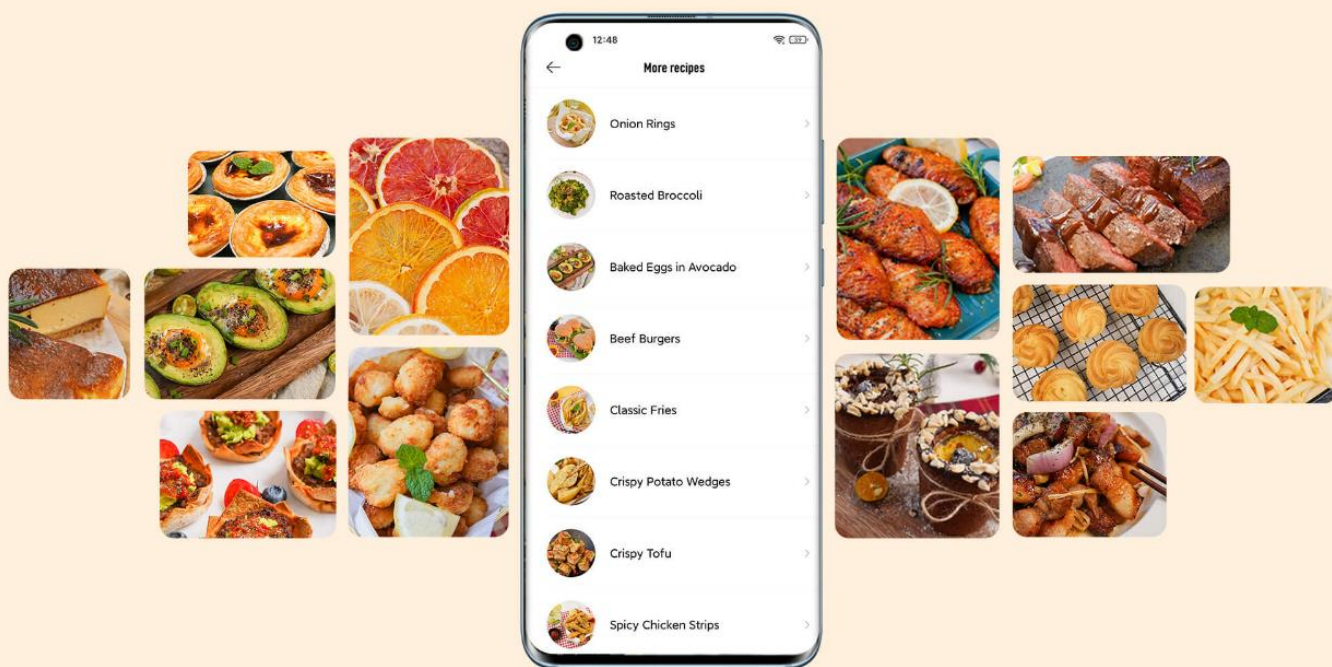 12:48
More recipes
Onion Rings
Roasted Broccoli
Baked Eggs in Avocado
Beef Burgers
Classic Fries
Crispy Potato Wedges
Crispy Tofu
Spicy Chicken Strips